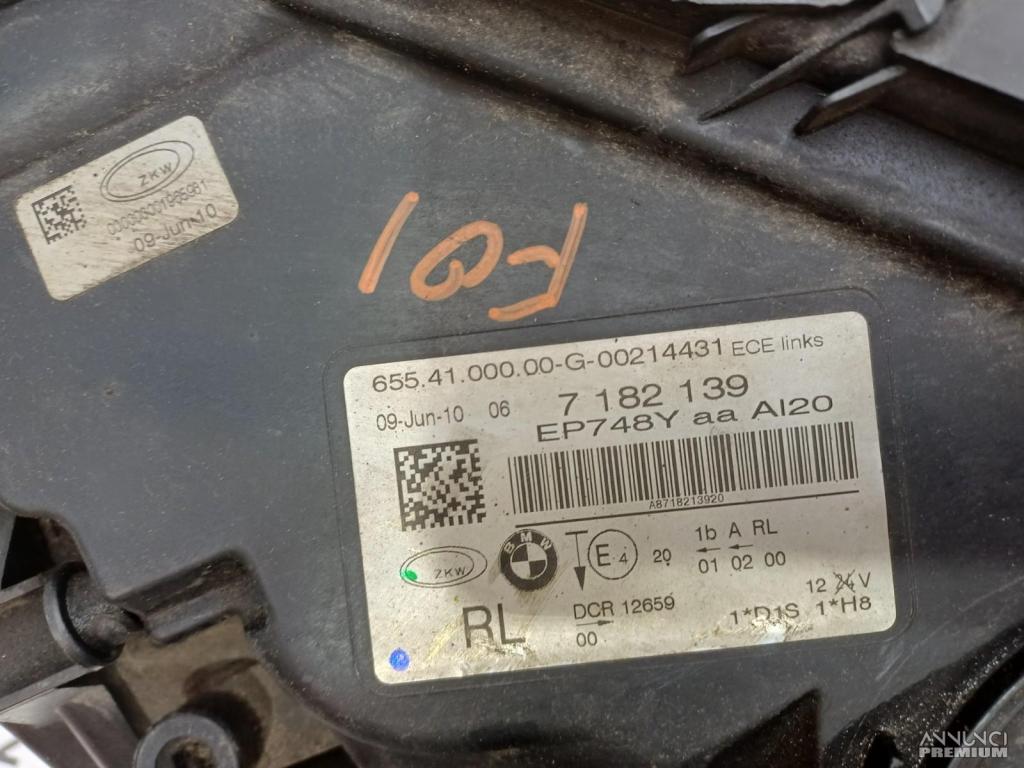 ZKW
09-Jun-10
655.41.000.00-G-00214431 ECE links
09-Jun-10 06 7 182 139
EP748Y aa AI20
A8718213920
ZKW BMW E4 20 1b A RL
01 02 00
RL DCR 12659
00
12 24 V
1*D1S 1*H8
ANNUNCI
PREMIUM